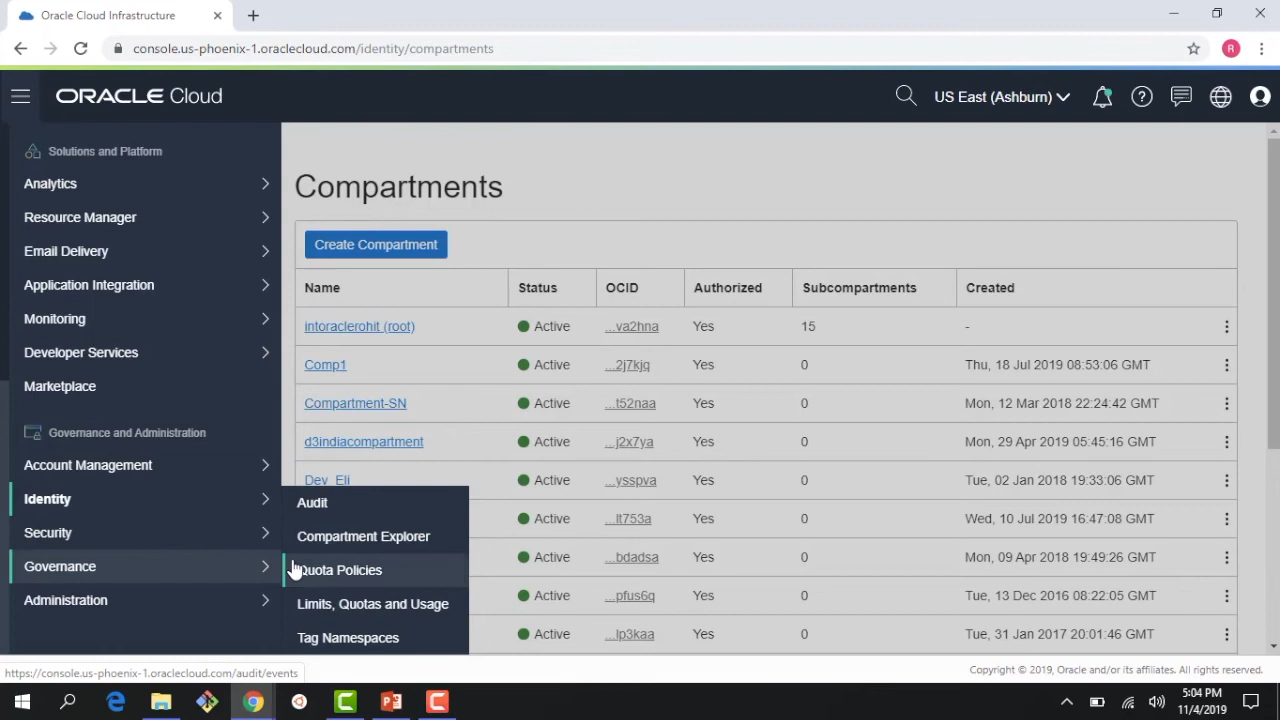 Oracle Cloud Infrastructure
console.us-phoenix-1.oraclecloud.com/identity/compartments
R
ORACLE Cloud
US East (Ashburn)
Solutions and Platform
Analytics
Resource Manager
Email Delivery
Application Integration
Monitoring
Developer Services
Marketplace
Governance and Administration
Account Management
Identity
Security
Governance
Administration
Audit
Compartment Explorer
Quota Policies
Limits, Quotas and Usage
Tag Namespaces
Compartments
Create Compartment
Name Status OCID Authorized Subcompartments Created
intoraclerohit (root) Active ...va2hna Yes 15 -
Comp1 Active ...2j7kjq Yes 0 Thu, 18 Jul 2019 08:53:06 GMT
Compartment-SN Active ...t52naa Yes 0 Mon, 12 Mar 2018 22:24:42 GMT
d3indiacompartment Active ...j2x7ya Yes 0 Mon, 29 Apr 2019 05:45:16 GMT
Dev_Eli Active ...ysspva Yes 0 Tue, 02 Jan 2018 19:33:06 GMT
Active ...lt753a Yes 0 Wed, 10 Jul 2019 16:47:08 GMT
Active ...bdadsa Yes 0 Mon, 09 Apr 2018 19:49:26 GMT
Active ...pfus6q Yes 0 Tue, 13 Dec 2016 08:22:05 GMT
Active ...lp3kaa Yes 0 Tue, 31 Jan 2017 20:01:46 GMT
https://console.us-phoenix-1.oraclecloud.com/audit/events
Copyright © 2019, Oracle and/or its affiliates. All rights reserved.
5:04 PM
11/4/2019